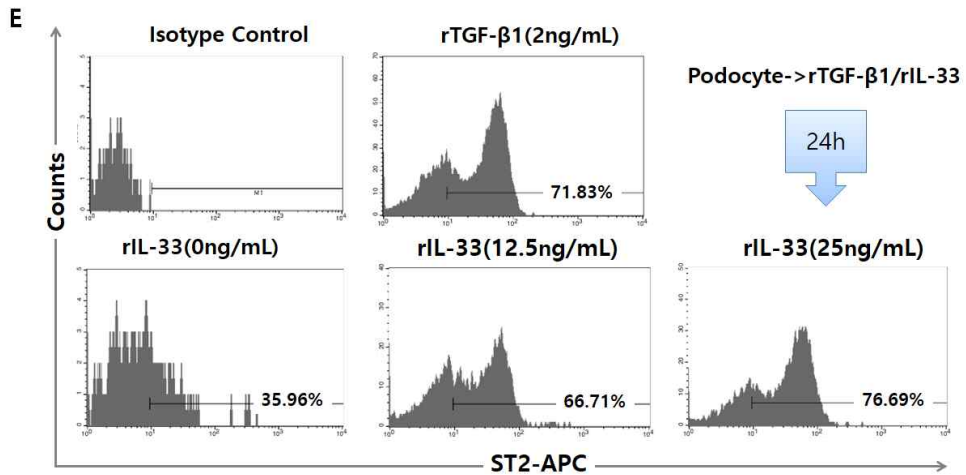 E
Isotype Control
rTGF-β1(2ng/mL)
Podocyte->rTGF-β1/rIL-33
24h
Counts
M1
71.83%
rIL-33(0ng/mL)
rIL-33(12.5ng/mL)
rIL-33(25ng/mL)
35.96%
66.71%
76.69%
ST2-APC